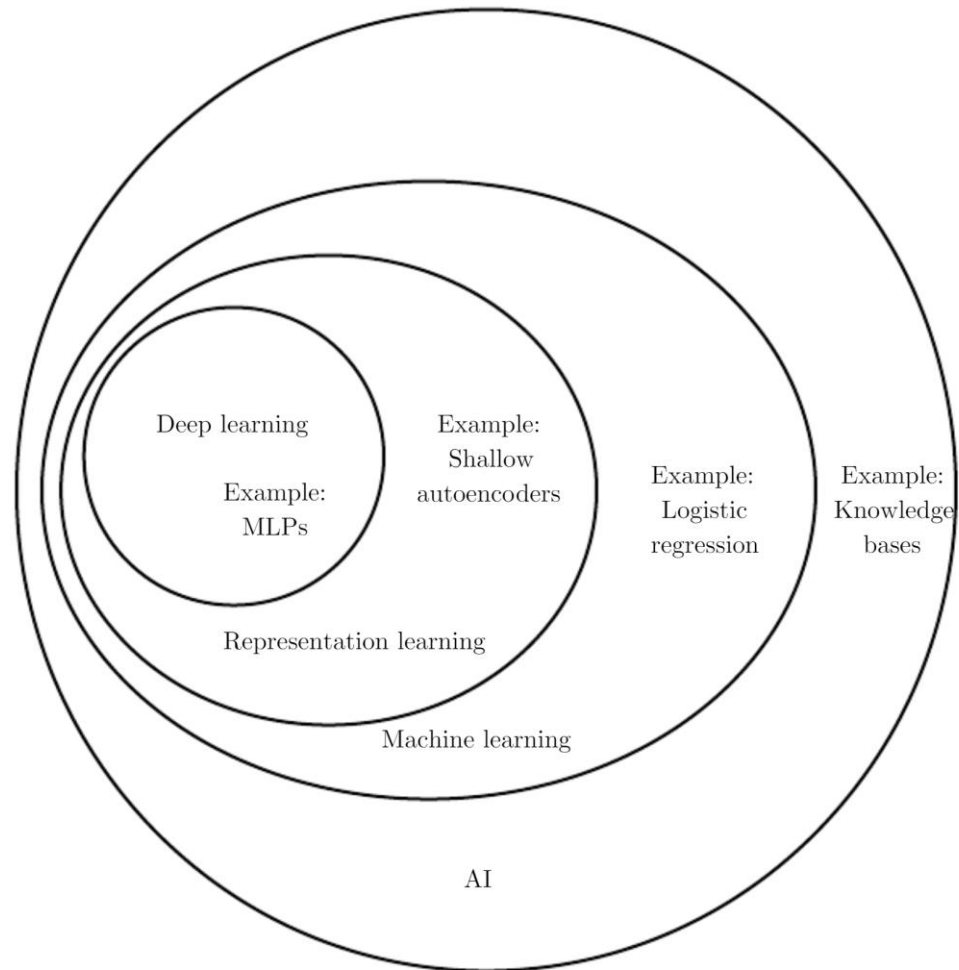 Deep learning
Example:
MLPs
Example:
Shallow
autoencoders
Example:
Logistic
regression
Example:
Knowledge
bases
Representation learning
Machine learning
AI